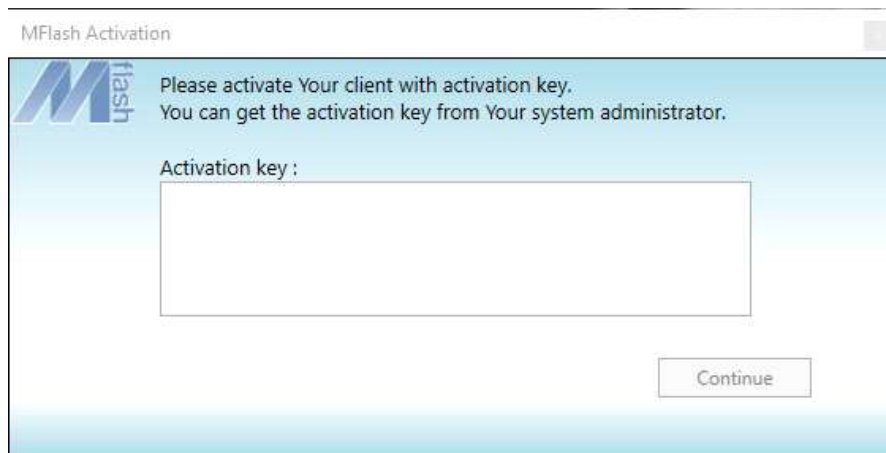 MFlash Activation
M flash
Please activate Your client with activation key.
You can get the activation key from Your system administrator.
Activation key :
Continue